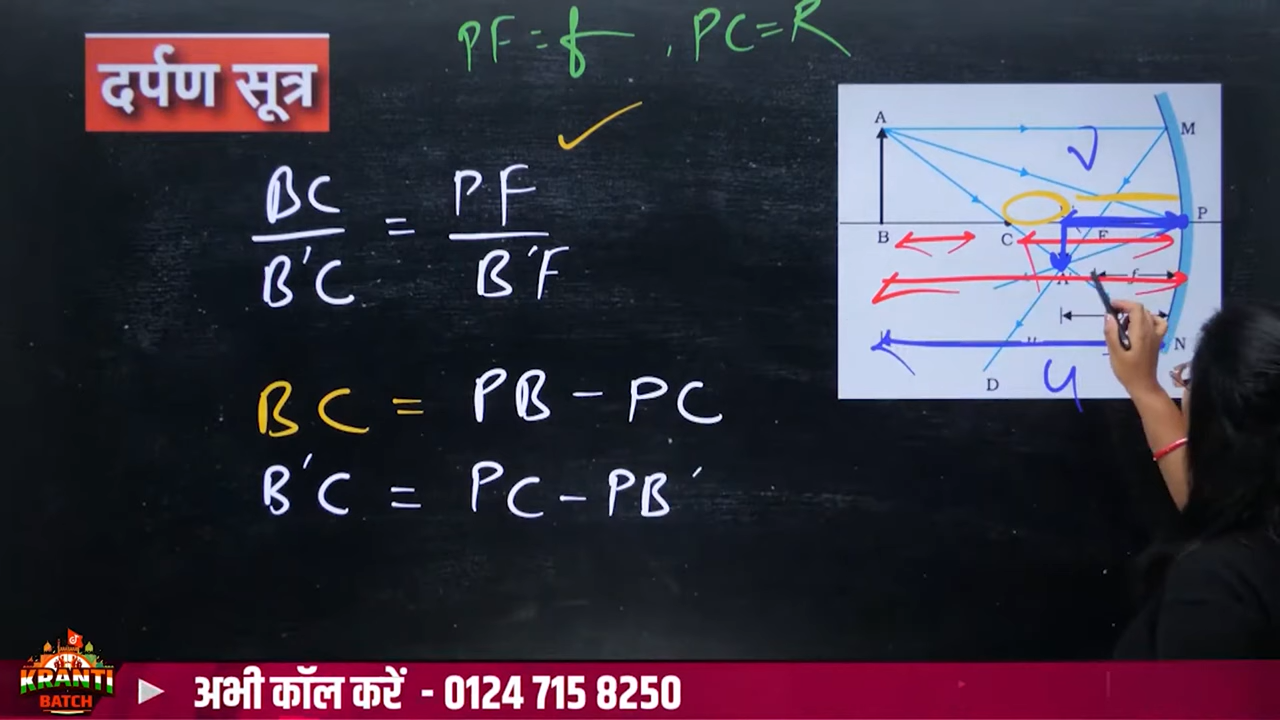 PF = f , PC = R
दर्पण सूत्र
BC / B'C = PF / B'F
BC = PB - PC
B'C = PC - PB'
A
M
v
B
C
F
P
A'
f
u
N
D
u
KRANTI
BATCH
अभी कॉल करें - 0124 715 8250